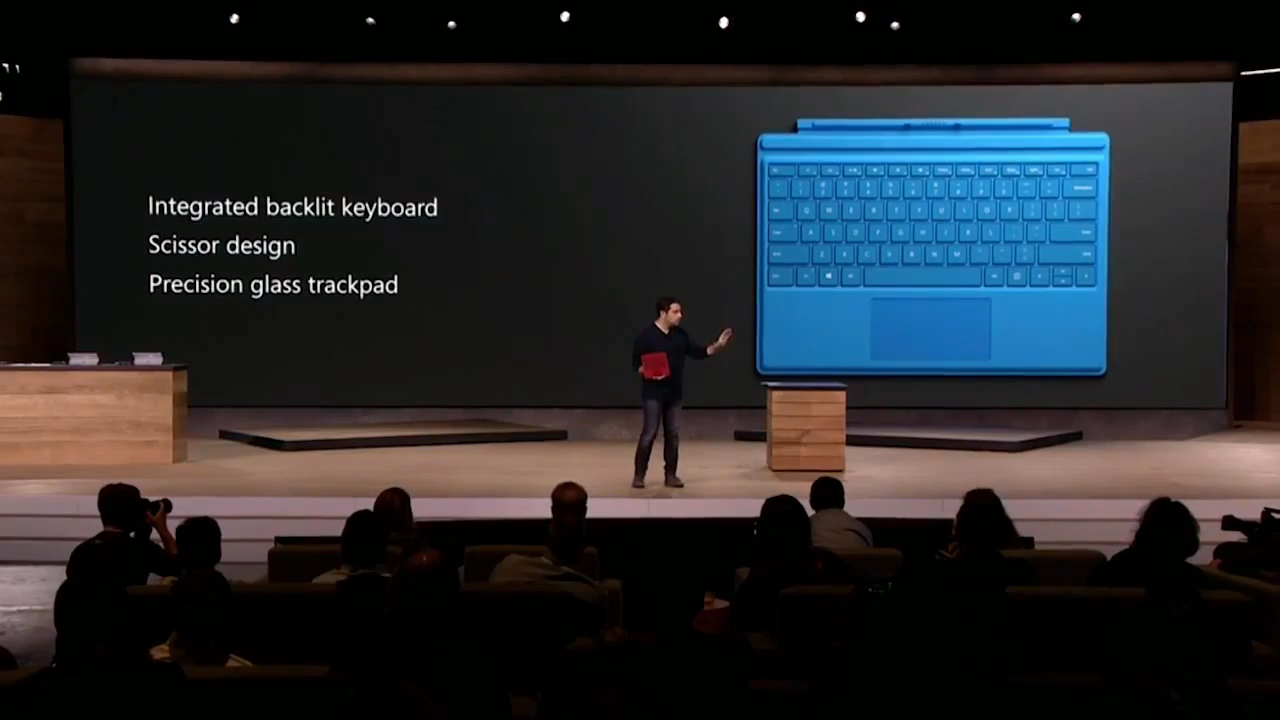 Integrated backlit keyboard
Scissor design
Precision glass trackpad
Q W E R T Y U I O P
A S D F G H J K L
Z X C V B N M